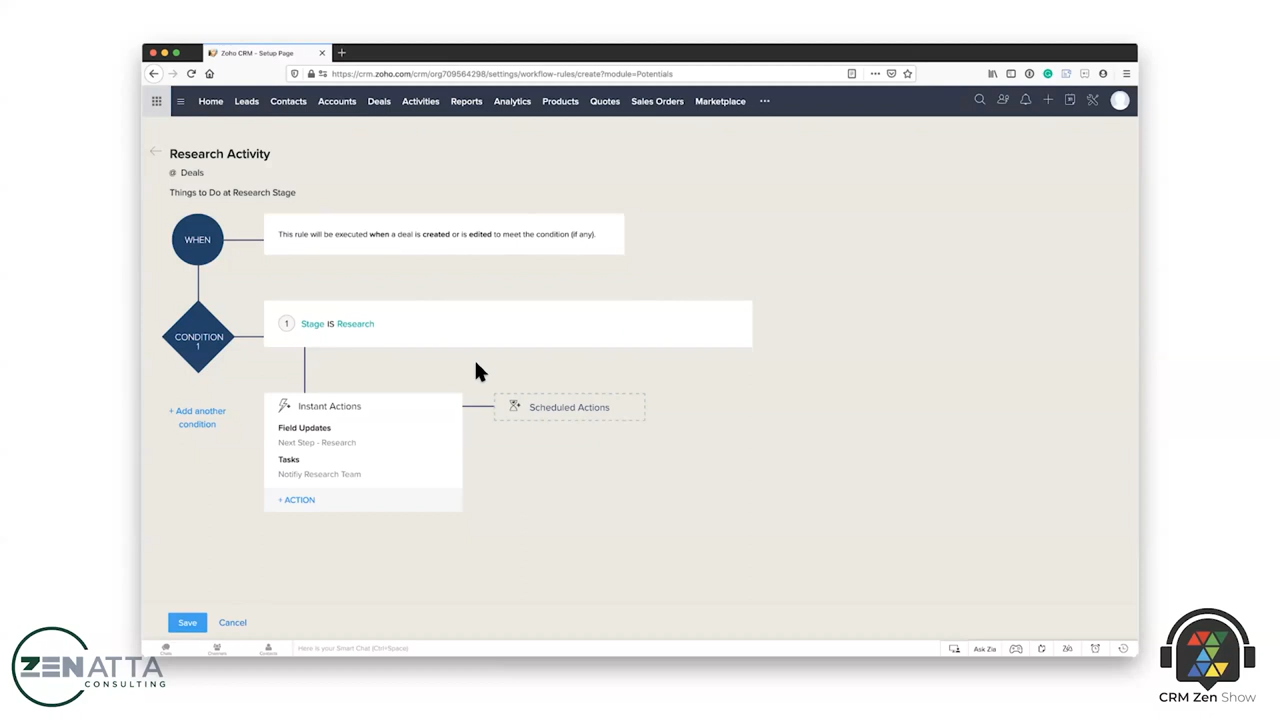 Zoho CRM - Setup Page
https://crm.zoho.com/crm/org709564298/settings/workflow-rules/create?module=Potentials
Home Leads Contacts Accounts Deals Activities Reports Analytics Products Quotes Sales Orders Marketplace
Research Activity
@ Deals
Things to Do at Research Stage
WHEN
This rule will be executed when a deal is created or is edited to meet the condition (if any).
CONDITION
1
1 Stage IS Research
+ Add another
condition
Instant Actions
Scheduled Actions
Field Updates
Next Step - Research
Tasks
Notifiy Research Team
+ ACTION
Save Cancel
Chats Channels Contacts Here is your Smart Chat (Ctrl+Space) Ask Zia
ZENATTA
CONSULTING
CRM Zen Show